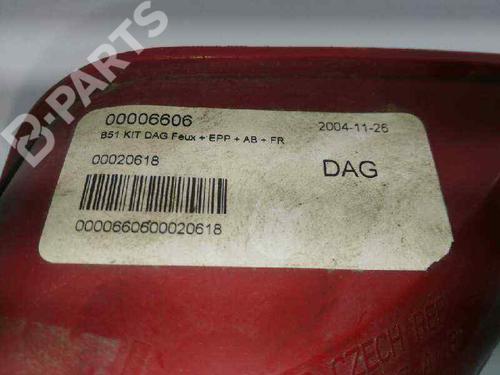 00006606
2004-11-26
B51 KIT DAG Feux + EPP + AB + FR
00020618
DAG
0000660600020618
CZECH REP
B-PARTS